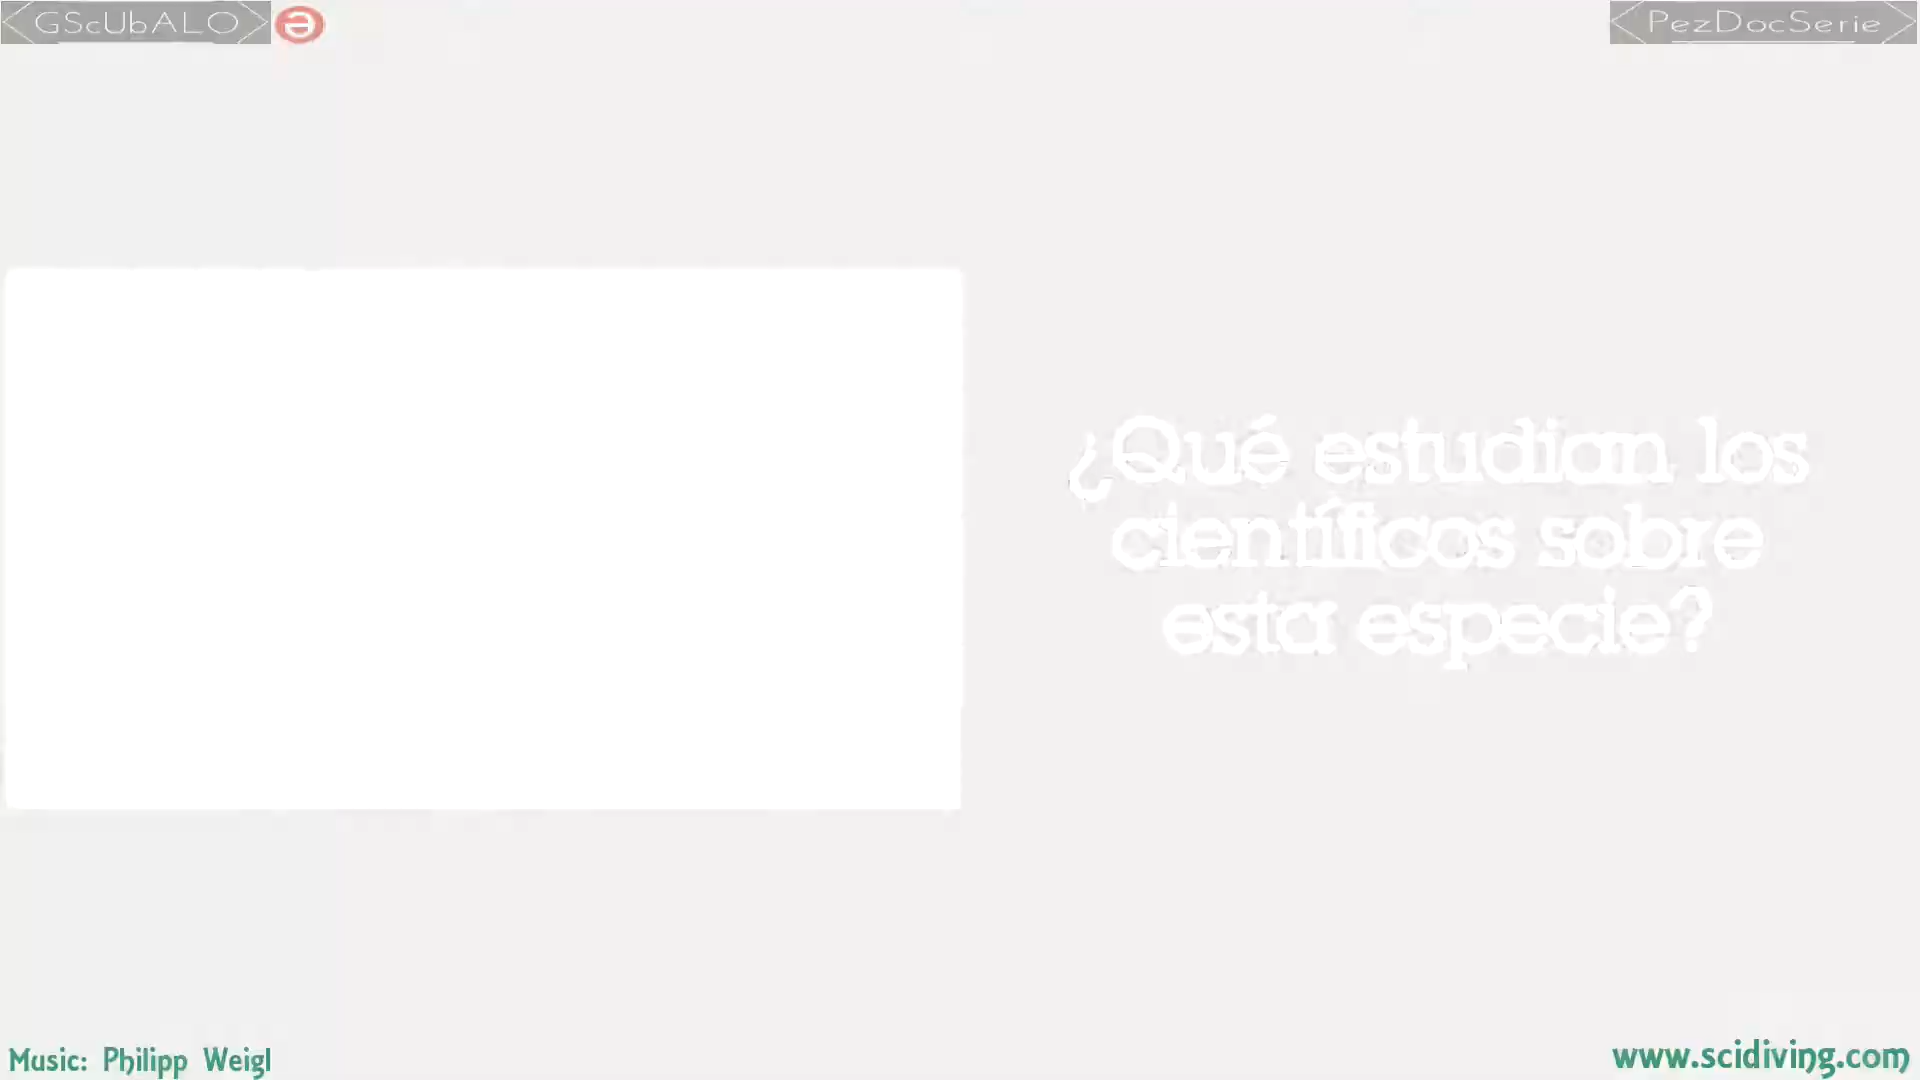 GScUbALO
PezDocSerie
¿Qué estudian los
científicos sobre
esta especie?
Music: Philipp Weigl
www.scidiving.com